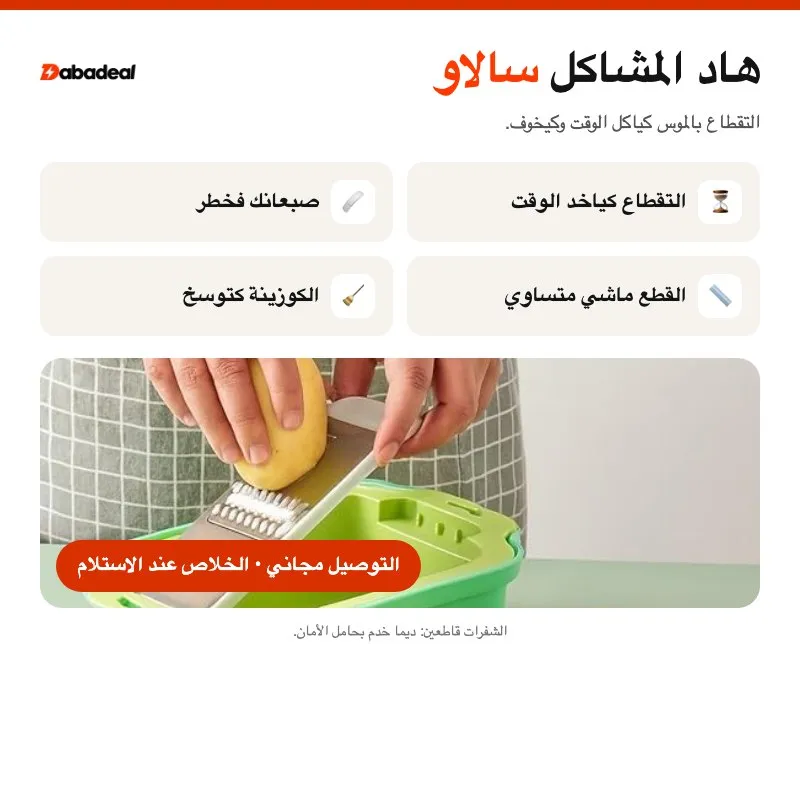 هاد المشاكل سالاو
Dabadeal
التقطاع بالموس كياكل الوقت وكيخوف.
التقطاع كياخد الوقت
صبعانك فخطر
القطع ماشي متساوي
الكوزينة كتوسخ
التوصيل مجاني • الخلاص عند الاستلام
الشفرات قاطعين: ديما خدم بحامل الأمان.